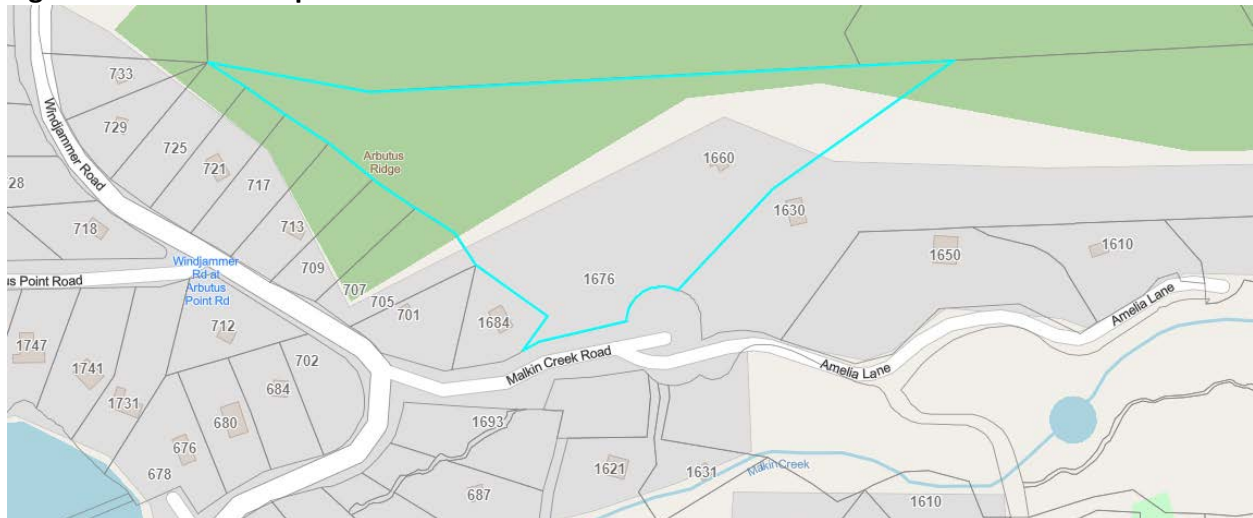 733
729
725
721
717
713
709
707
705
701
1684
1676
1660
1630
1650
1610
Arbutus
Ridge
Windjammer Road
28
718
Windjammer
Rd at
Arbutus
Point Rd
us Point Road
Malkin Creek Road
Amelia Lane
Amelia Lane
1747
1741
1731
712
702
684
680
676
678
1693
687
1621
1631
Malkin Creek
1610